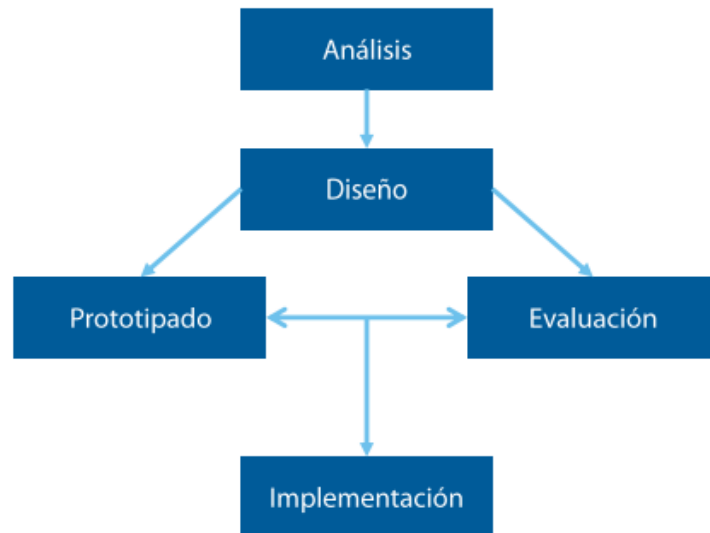 Análisis
Diseño
Prototipado
Evaluación
Implementación